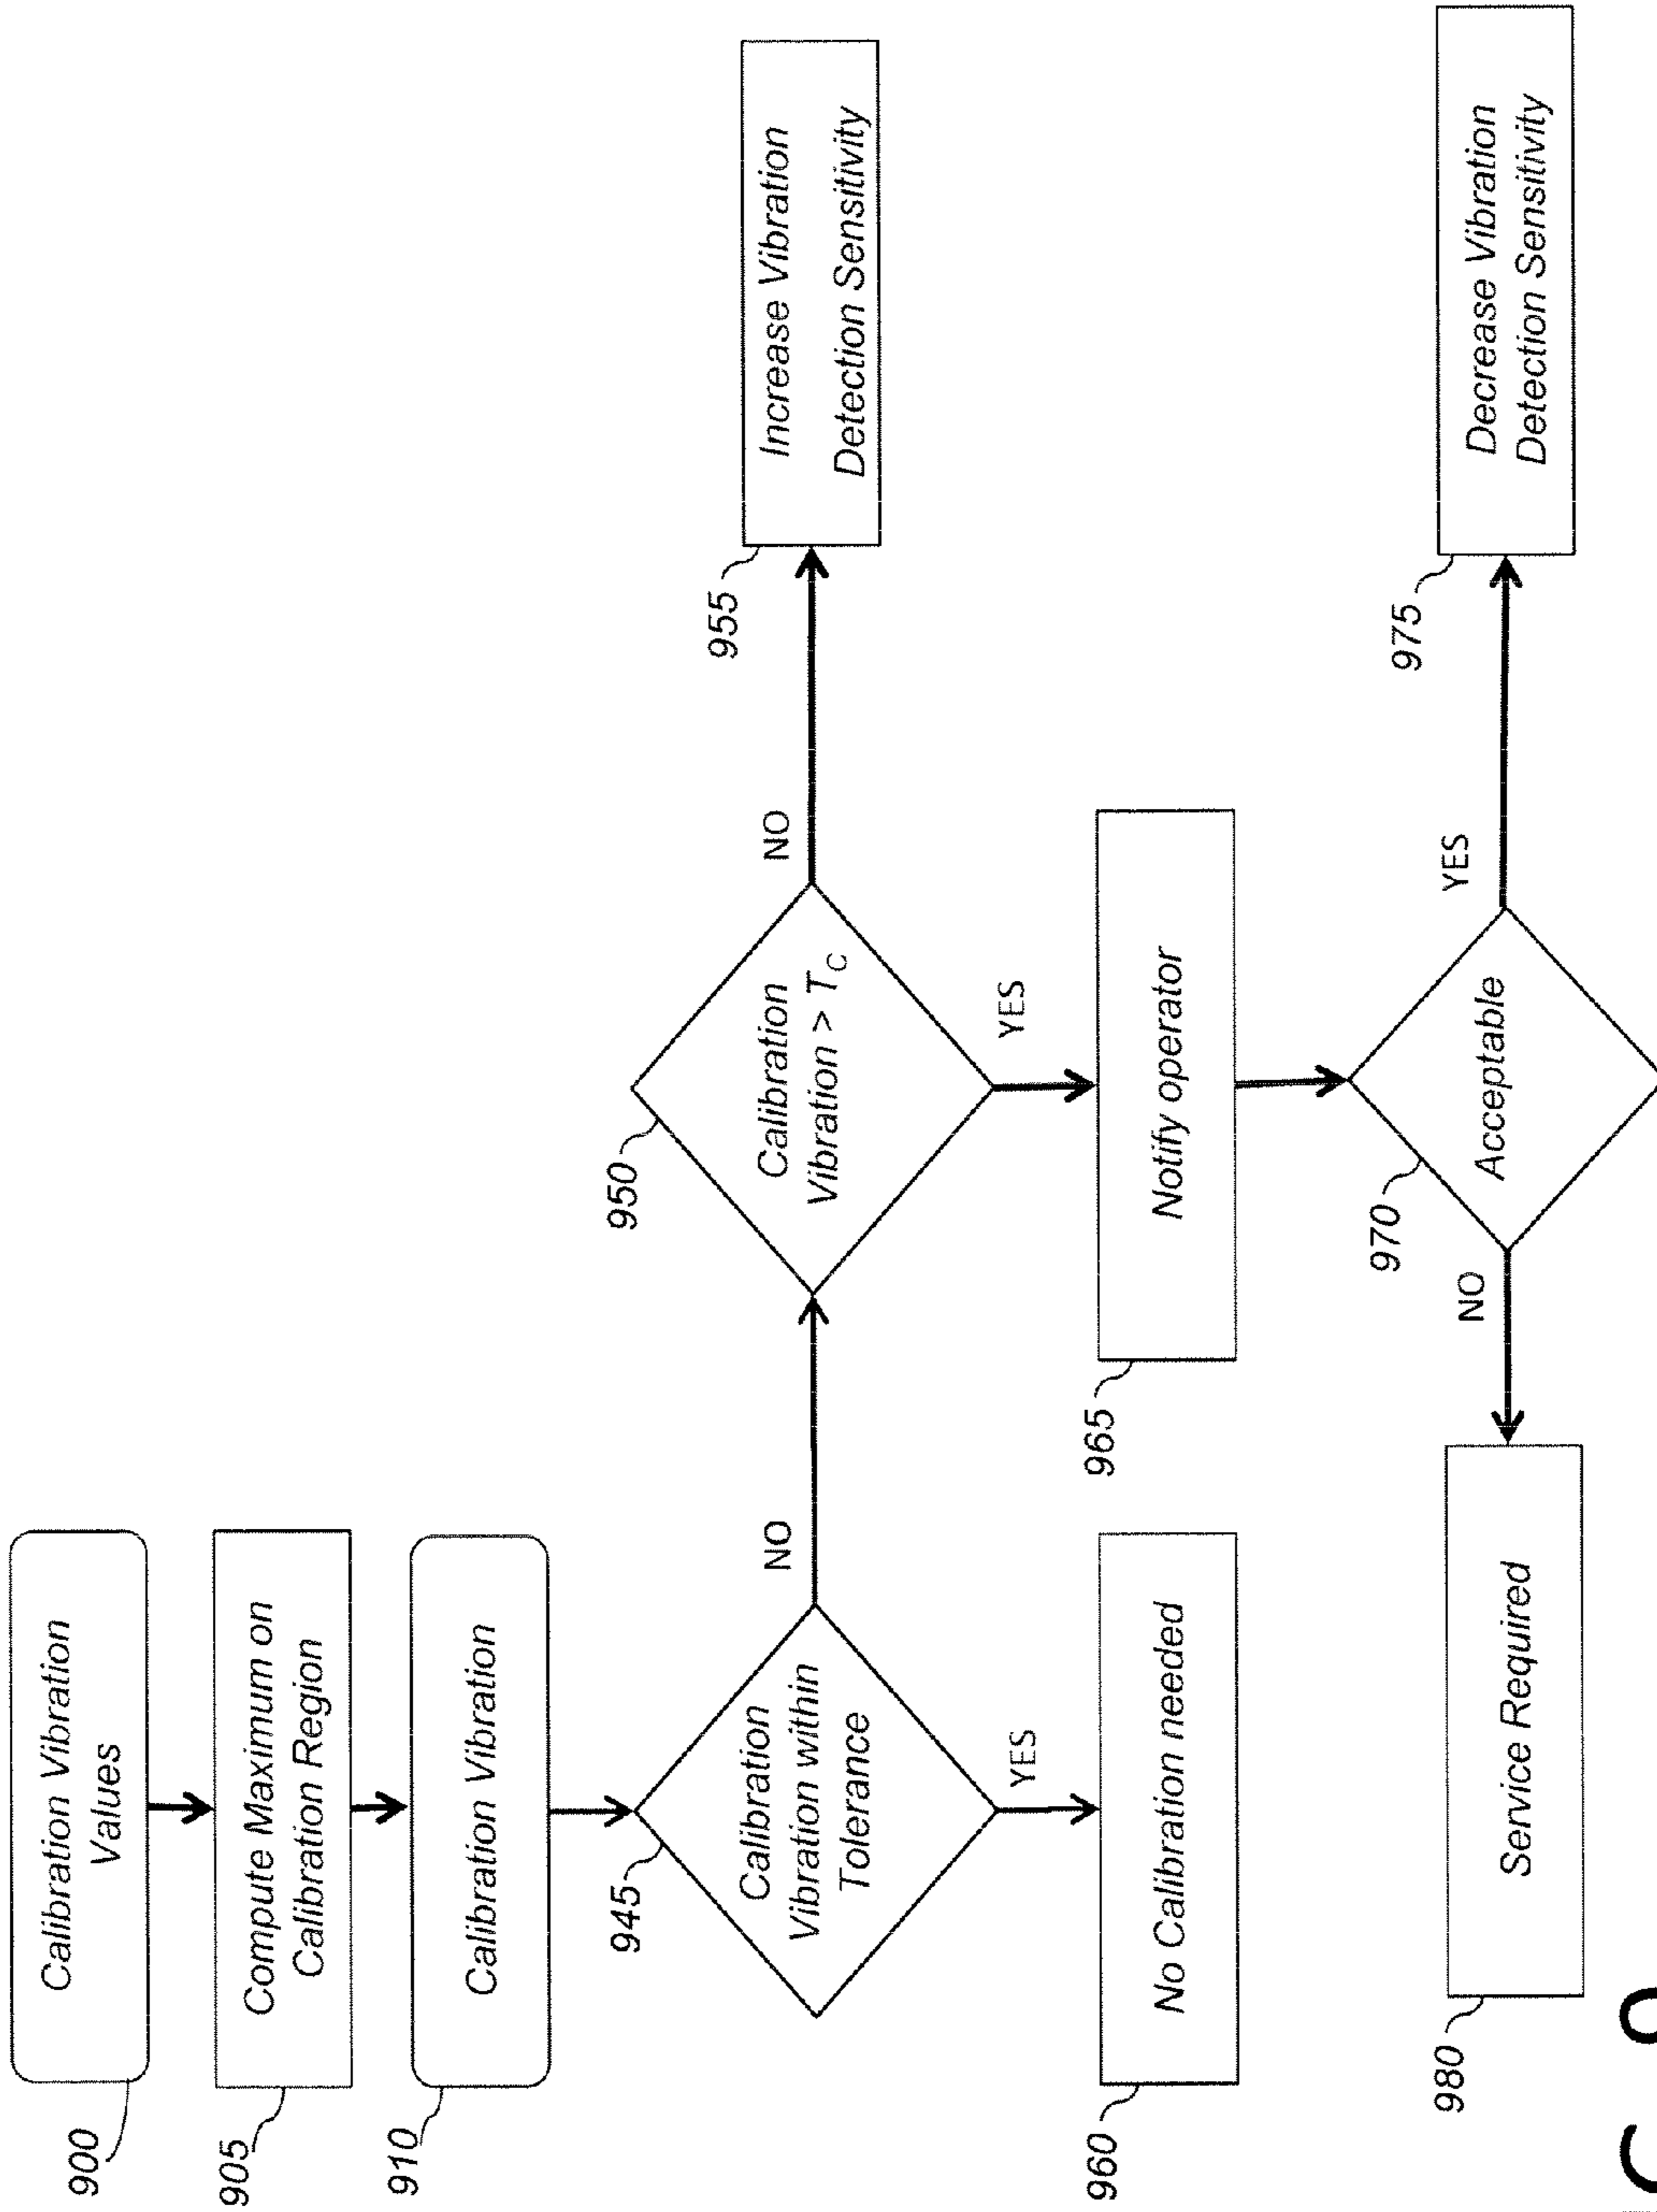 900
Calibration Vibration
Values
905
Compute Maximum on
Calibration Region
910
Calibration Vibration
945
Calibration
Vibration within
Tolerance
NO
YES
950
Calibration
Vibration > T_C
NO
YES
955
Increase Vibration
Detection Sensitivity
960
No Calibration needed
965
Notify operator
970
Acceptable
NO
YES
975
Decrease Vibration
Detection Sensitivity
980
Service Required